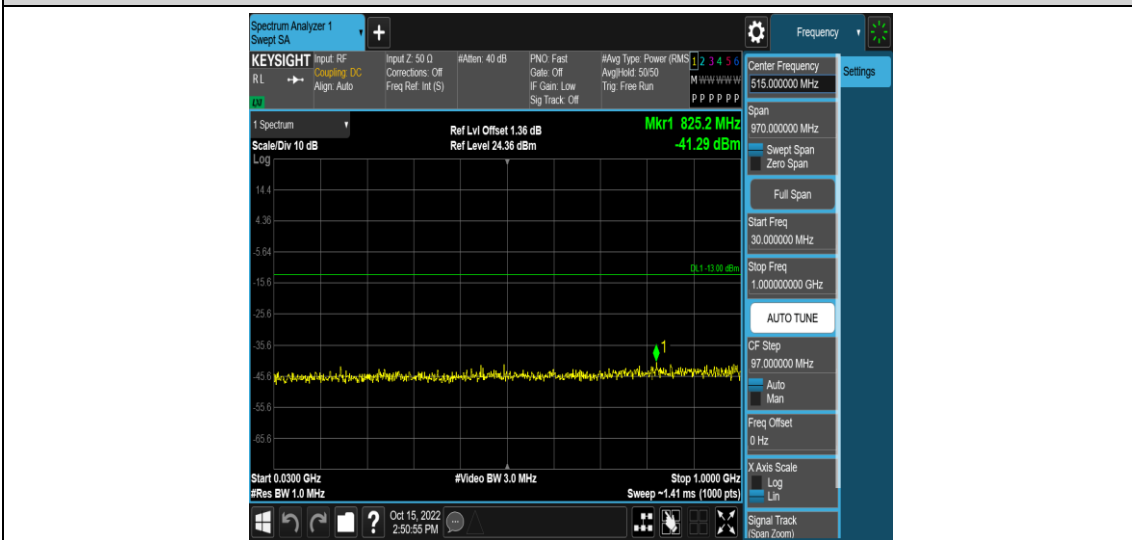 Spectrum Analyzer 1
Swept SA
+
Frequency
KEYSIGHT
RL
LW
Input: RF
Coupling: DC
Align: Auto
Input Z: 50 Ω
Corrections: Off
Freq Ref: Int (S)
#Atten: 40 dB
PNO: Fast
Gate: Off
IF Gain: Low
Sig Track: Off
#Avg Type: Power (RMS
Avg|Hold: 50/50
Trig: Free Run
1 2 3 4 5 6
M W W W W W
P P P P P P
Center Frequency
515.000000 MHz
Settings
1 Spectrum
Scale/Div 10 dB
Log
Ref Lvl Offset 1.36 dB
Ref Level 24.36 dBm
Mkr1 825.2 MHz
-41.29 dBm
14.4
4.36
-5.64
-15.6
-25.6
-35.6
-45.6
-55.6
-65.6
DL1 -13.00 dBm
1
Start 0.0300 GHz
#Res BW 1.0 MHz
#Video BW 3.0 MHz
Stop 1.0000 GHz
Sweep ~1.41 ms (1000 pts)
Span
970.000000 MHz
Swept Span
Zero Span
Full Span
Start Freq
30.000000 MHz
Stop Freq
1.000000000 GHz
AUTO TUNE
CF Step
97.000000 MHz
Auto
Man
Freq Offset
0 Hz
X Axis Scale
Log
Lin
Signal Track
(Span Zoom)
?
Oct 15, 2022
2:50:55 PM